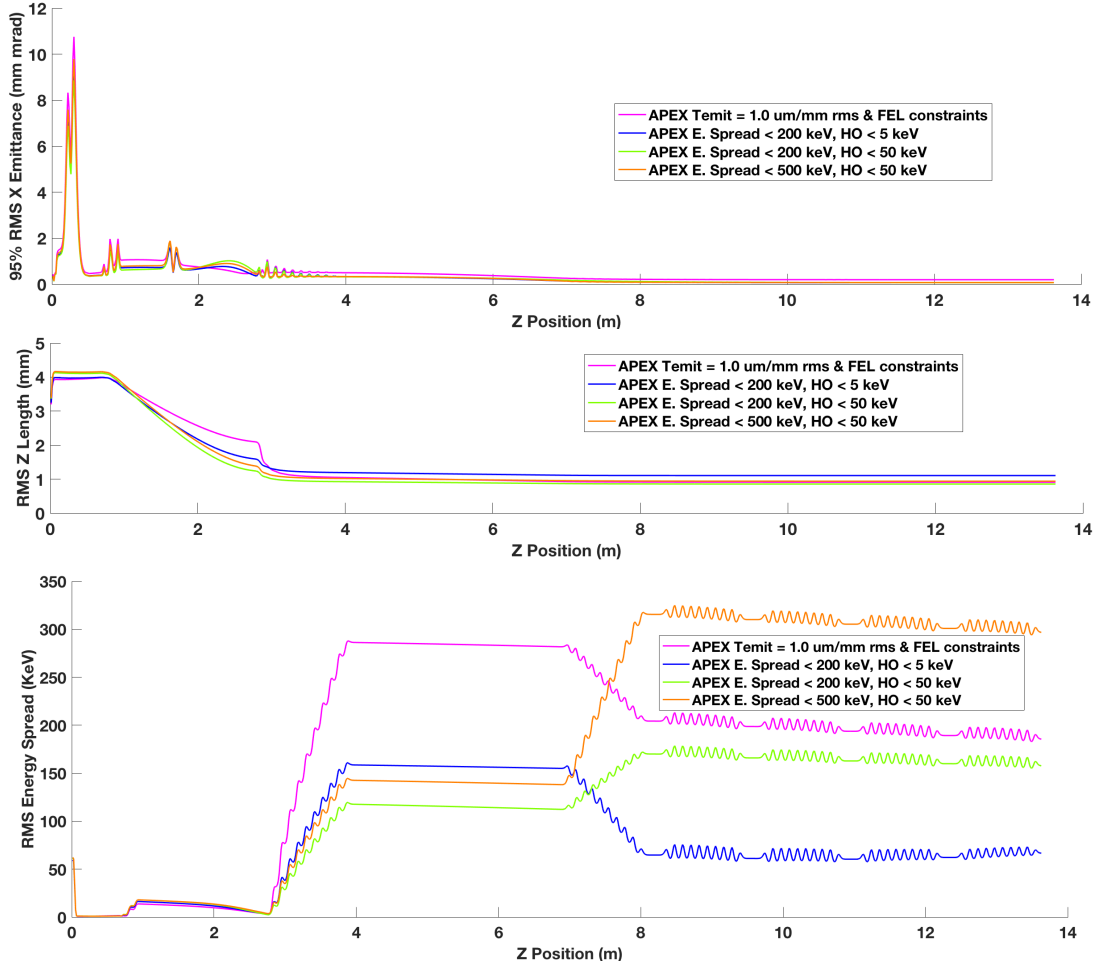 12
10
8
6
4
2
0
95% RMS X Emittance (mm mrad)
APEX Temit = 1.0 um/mm rms & FEL constraints
APEX E. Spread < 200 keV, HO < 5 keV
APEX E. Spread < 200 keV, HO < 50 keV
APEX E. Spread < 500 keV, HO < 50 keV
0 2 4 6 8 10 12 14
Z Position (m)
5
4
3
2
1
0
RMS Z Length (mm)
APEX Temit = 1.0 um/mm rms & FEL constraints
APEX E. Spread < 200 keV, HO < 5 keV
APEX E. Spread < 200 keV, HO < 50 keV
APEX E. Spread < 500 keV, HO < 50 keV
0 2 4 6 8 10 12 14
Z Position (m)
350
300
250
200
150
100
50
0
RMS Energy Spread (KeV)
APEX Temit = 1.0 um/mm rms & FEL constraints
APEX E. Spread < 200 keV, HO < 5 keV
APEX E. Spread < 200 keV, HO < 50 keV
APEX E. Spread < 500 keV, HO < 50 keV
0 2 4 6 8 10 12 14
Z Position (m)